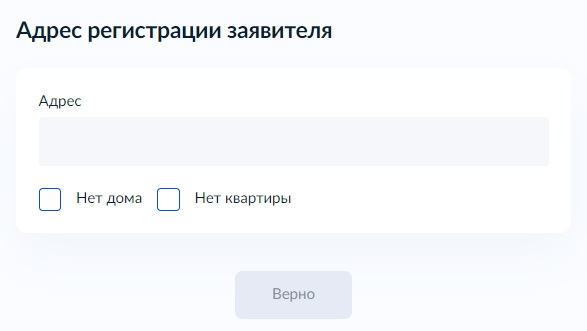 Адрес регистрации заявителя
Адрес
Нет дома Нет квартиры
Верно